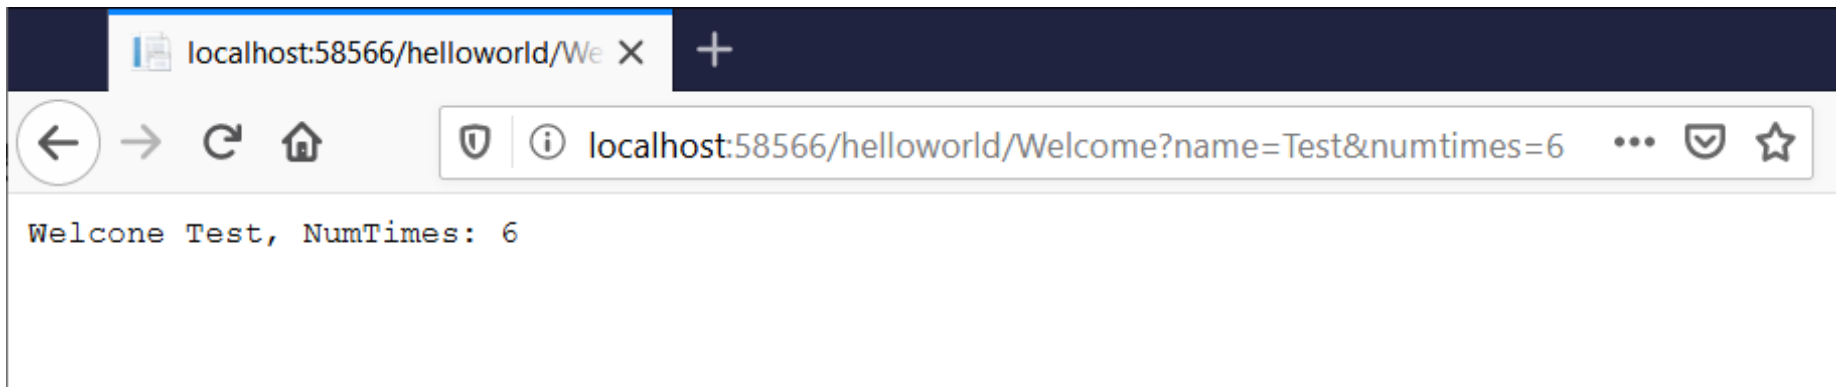 localhost:58566/helloworld/We
localhost:58566/helloworld/Welcome?name=Test&numtimes=6
Welcone Test, NumTimes: 6